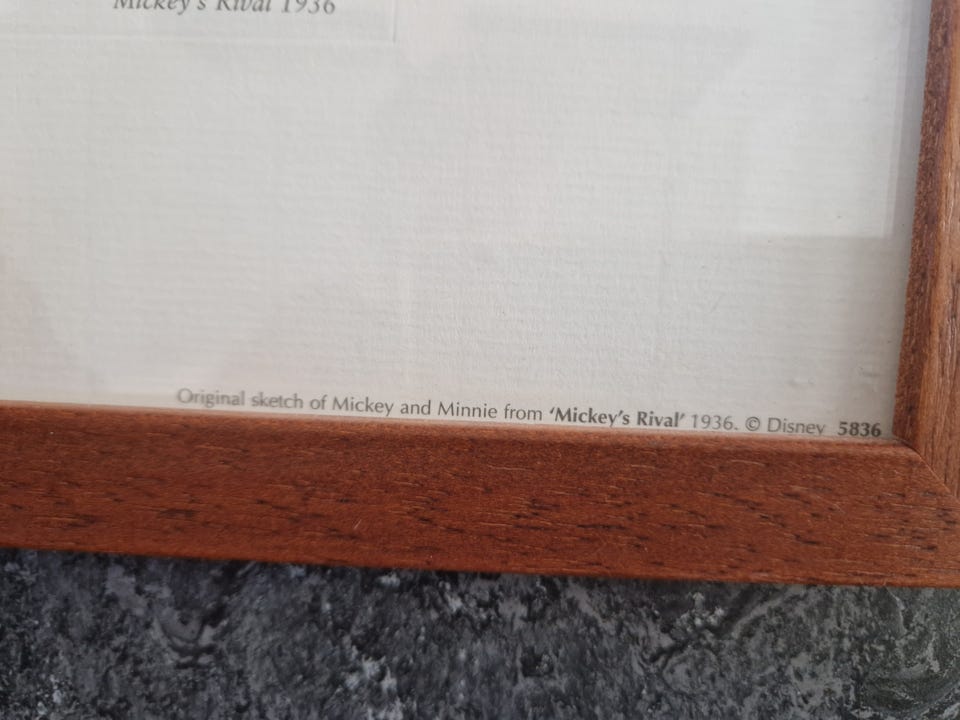 Mickey's Rival 1936
Original sketch of Mickey and Minnie from ‘Mickey’s Rival’ 1936. © Disney 5836